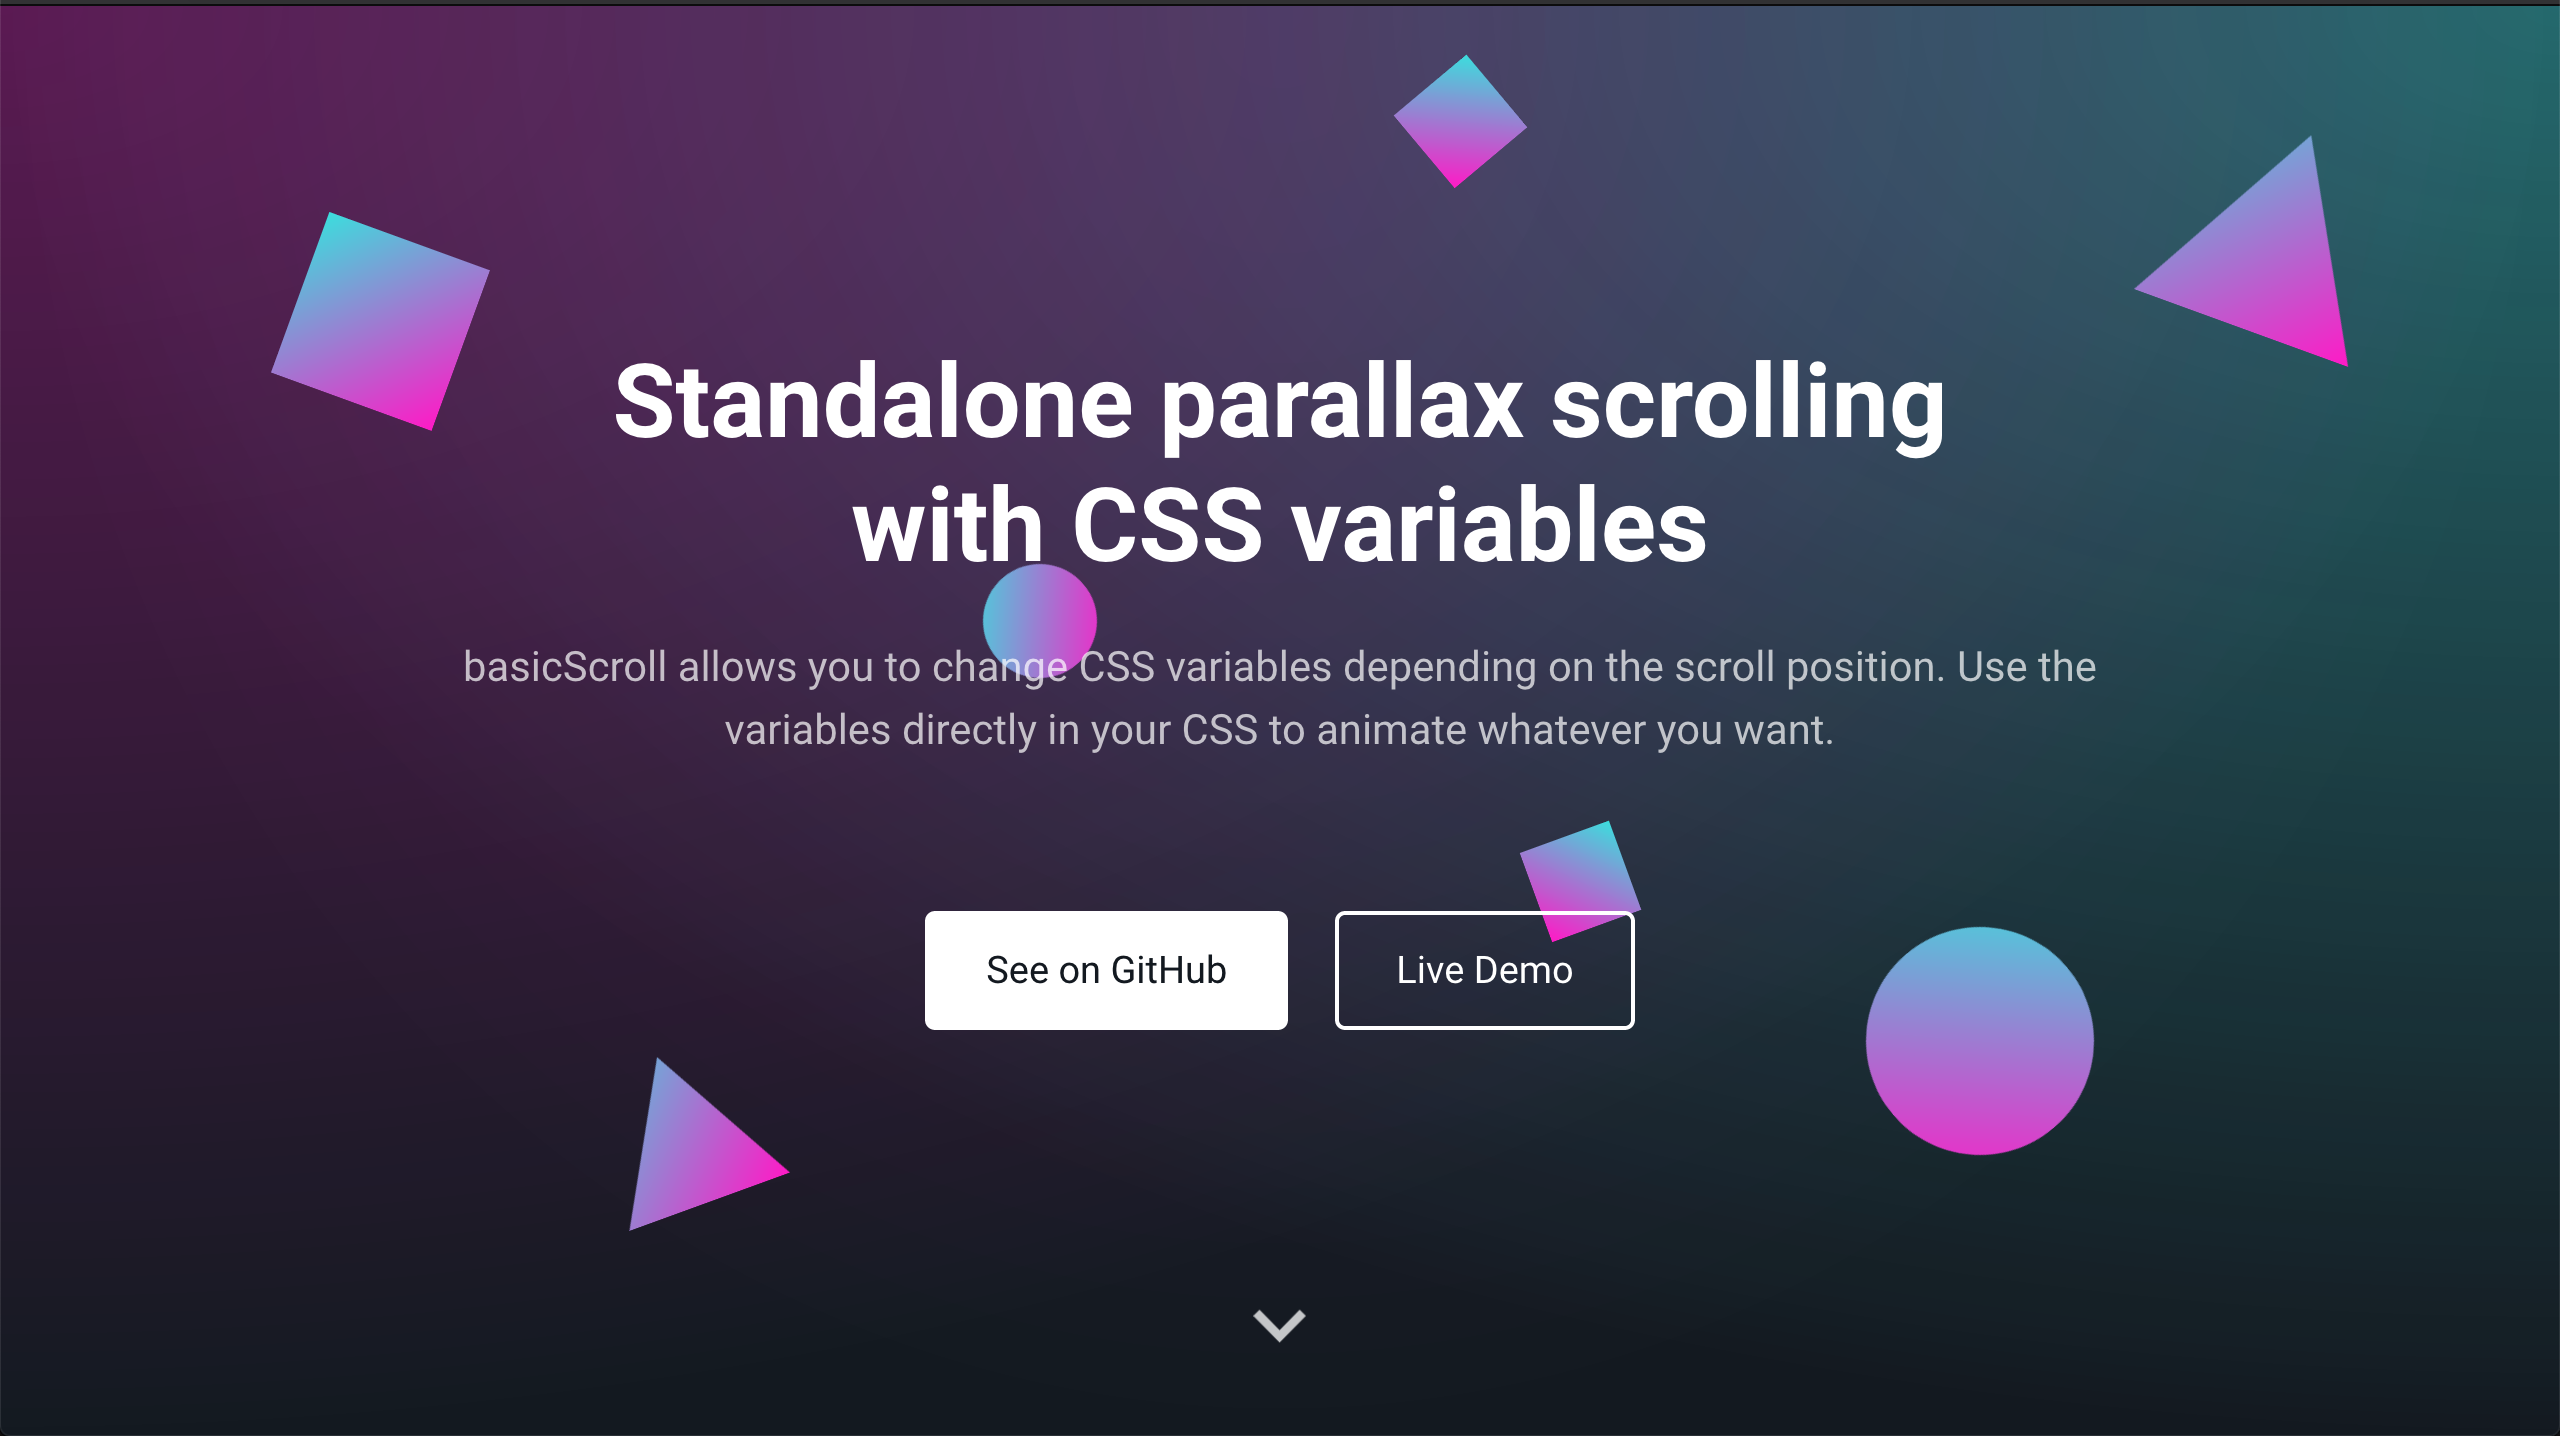 Standalone parallax scrolling
with CSS variables
basicScroll allows you to change CSS variables depending on the scroll position. Use the
variables directly in your CSS to animate whatever you want.
See on GitHub
Live Demo